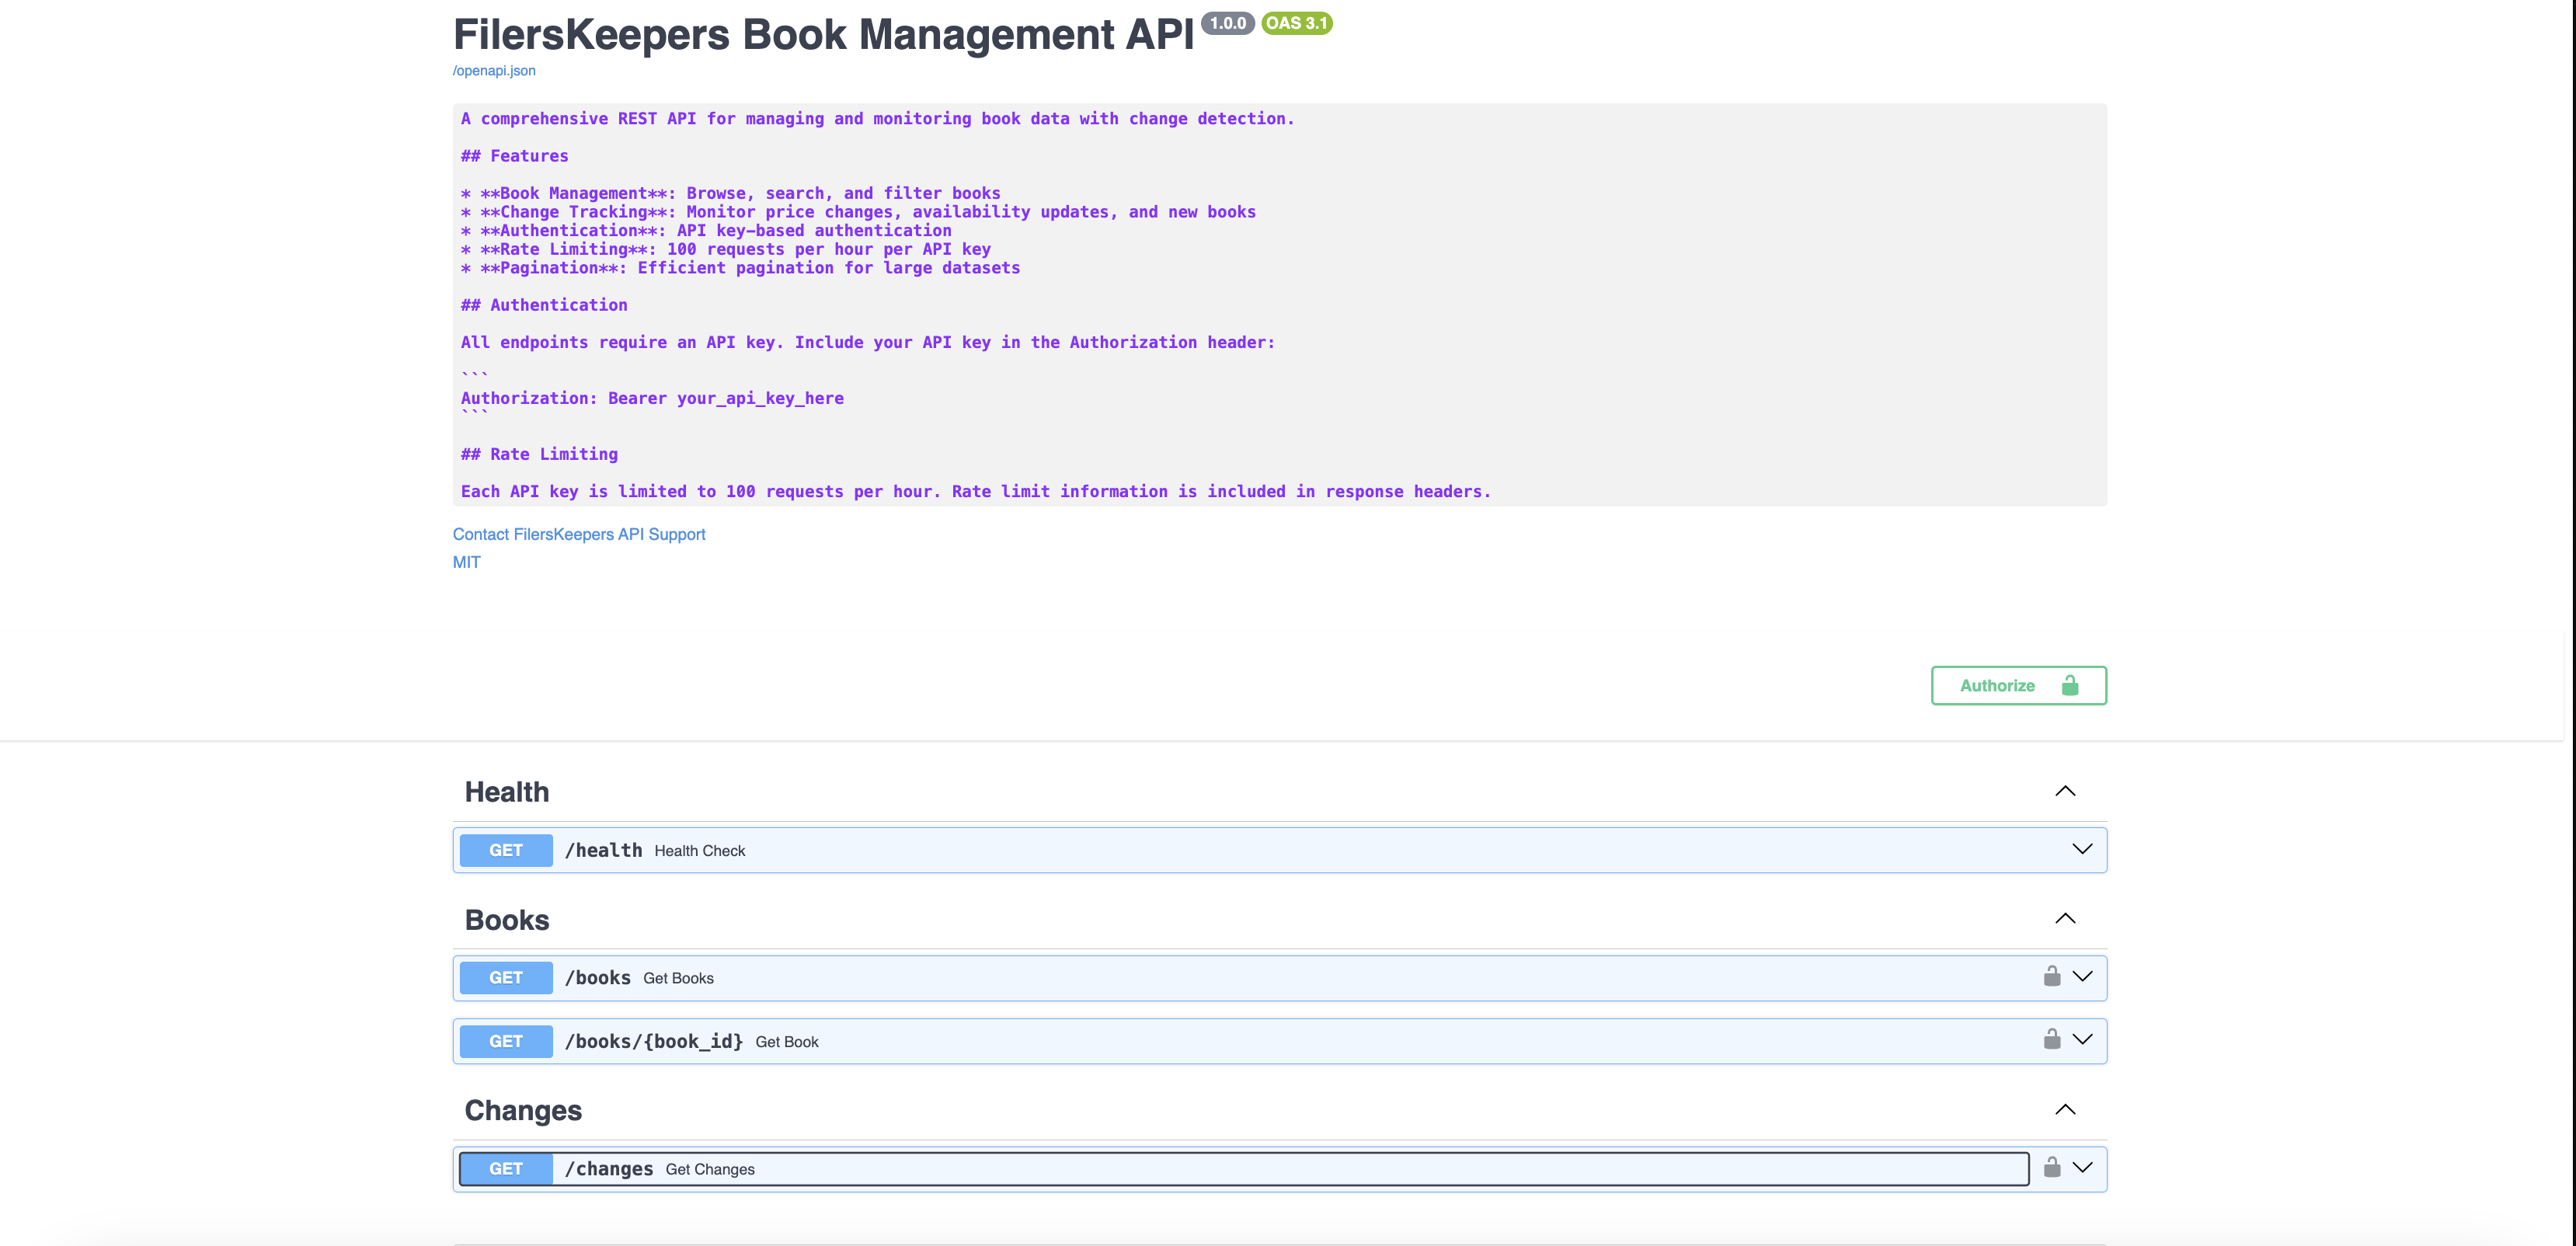 FilersKeepers Book Management API 1.0.0 OAS 3.1
/openapi.json
A comprehensive REST API for managing and monitoring book data with change detection.
## Features
* **Book Management**: Browse, search, and filter books
* **Change Tracking**: Monitor price changes, availability updates, and new books
* **Authentication**: API key-based authentication
* **Rate Limiting**: 100 requests per hour per API key
* **Pagination**: Efficient pagination for large datasets
## Authentication
All endpoints require an API key. Include your API key in the Authorization header:
```
Authorization: Bearer your_api_key_here
```
## Rate Limiting
Each API key is limited to 100 requests per hour. Rate limit information is included in response headers.
Contact FilersKeepers API Support
MIT
Authorize
Health
GET /health Health Check
Books
GET /books Get Books
GET /books/{book_id} Get Book
Changes
GET /changes Get Changes